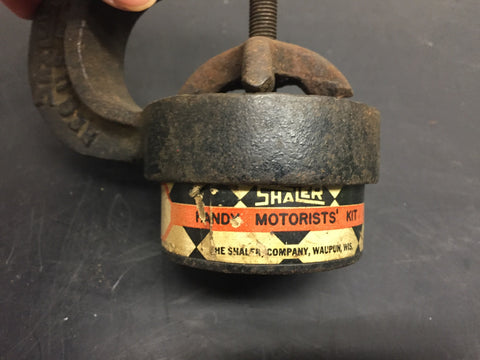 SHALER
HANDY MOTORISTS' KIT
THE SHALER COMPANY, WAUPUN, WIS.